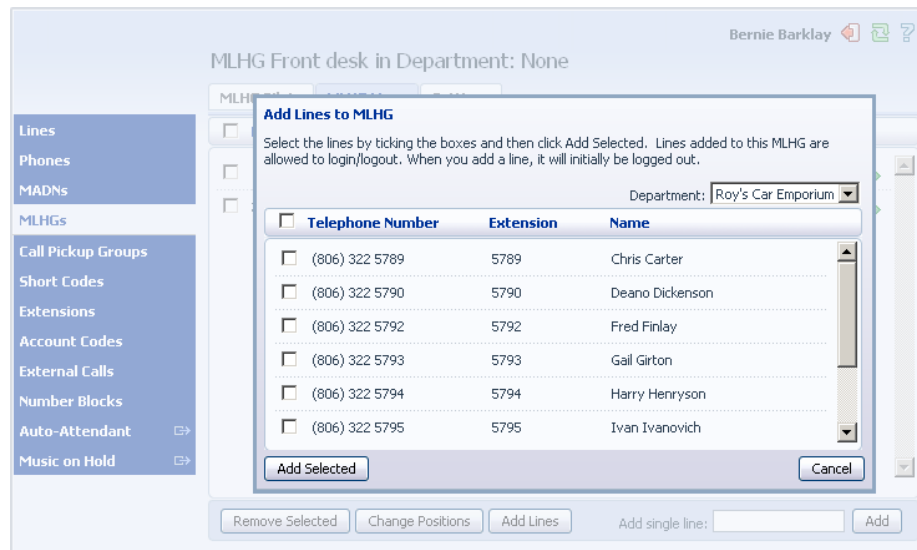 Bernie Barklay
MLHG Front desk in Department: None
Add Lines to MLHG
Select the lines by ticking the boxes and then click Add Selected. Lines added to this MLHG are
allowed to login/logout. When you add a line, it will initially be logged out.
Department: Roy's Car Emporium
Telephone Number Extension Name
(806) 322 5789 5789 Chris Carter
(806) 322 5790 5790 Deano Dickenson
(806) 322 5792 5792 Fred Finlay
(806) 322 5793 5793 Gail Girton
(806) 322 5794 5794 Harry Henryson
(806) 322 5795 5795 Ivan Ivanovich
Add Selected Cancel
Lines
Phones
MADNs
MLHGs
Call Pickup Groups
Short Codes
Extensions
Account Codes
External Calls
Number Blocks
Auto-Attendant
Music on Hold
Remove Selected Change Positions Add Lines Add single line: Add